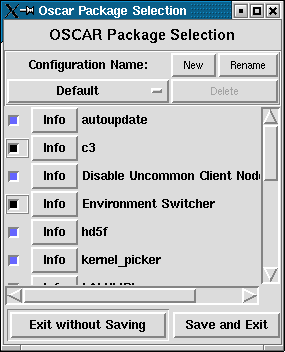 Oscar Package Selection
OSCAR Package Selection
Configuration Name: New Rename
Default Delete
Info autoupdate
Info c3
Info Disable Uncommon Client Node
Info Environment Switcher
Info hd5f
Info kernel_picker
Exit without Saving Save and Exit